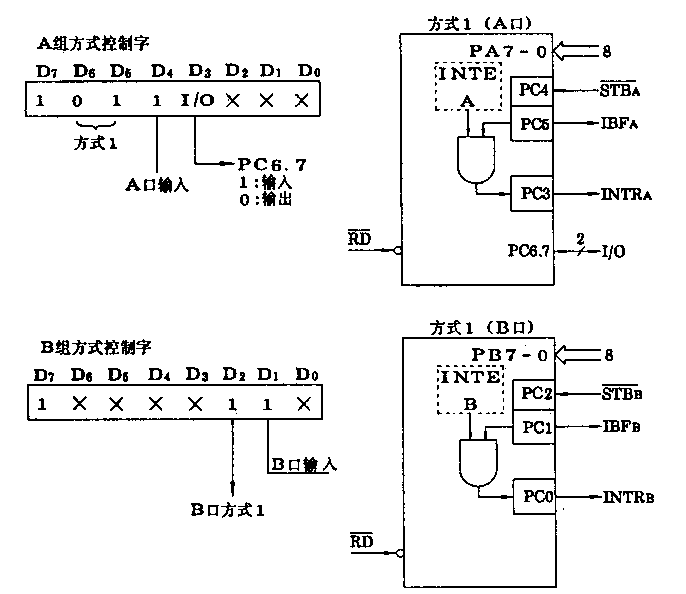 A组方式控制字
D7 D6 D5 D4 D3 D2 D1 D0
1 0 1 1 I/O × × ×
方式1
A口输入
PC6.7
1:输入
0:输出
方式1(A口)
PA7-0
8
INTE
A
PC4
STBA
PC5
IBFA
PC3
INTRA
RD
PC6.7
2
I/O
B组方式控制字
D7 D6 D5 D4 D3 D2 D1 D0
1 × × × × 1 1 ×
B口输入
B口方式1
方式1(B口)
PB7-0
8
INTE
B
PC2
STBB
PC1
IBFB
PC0
INTRB
RD